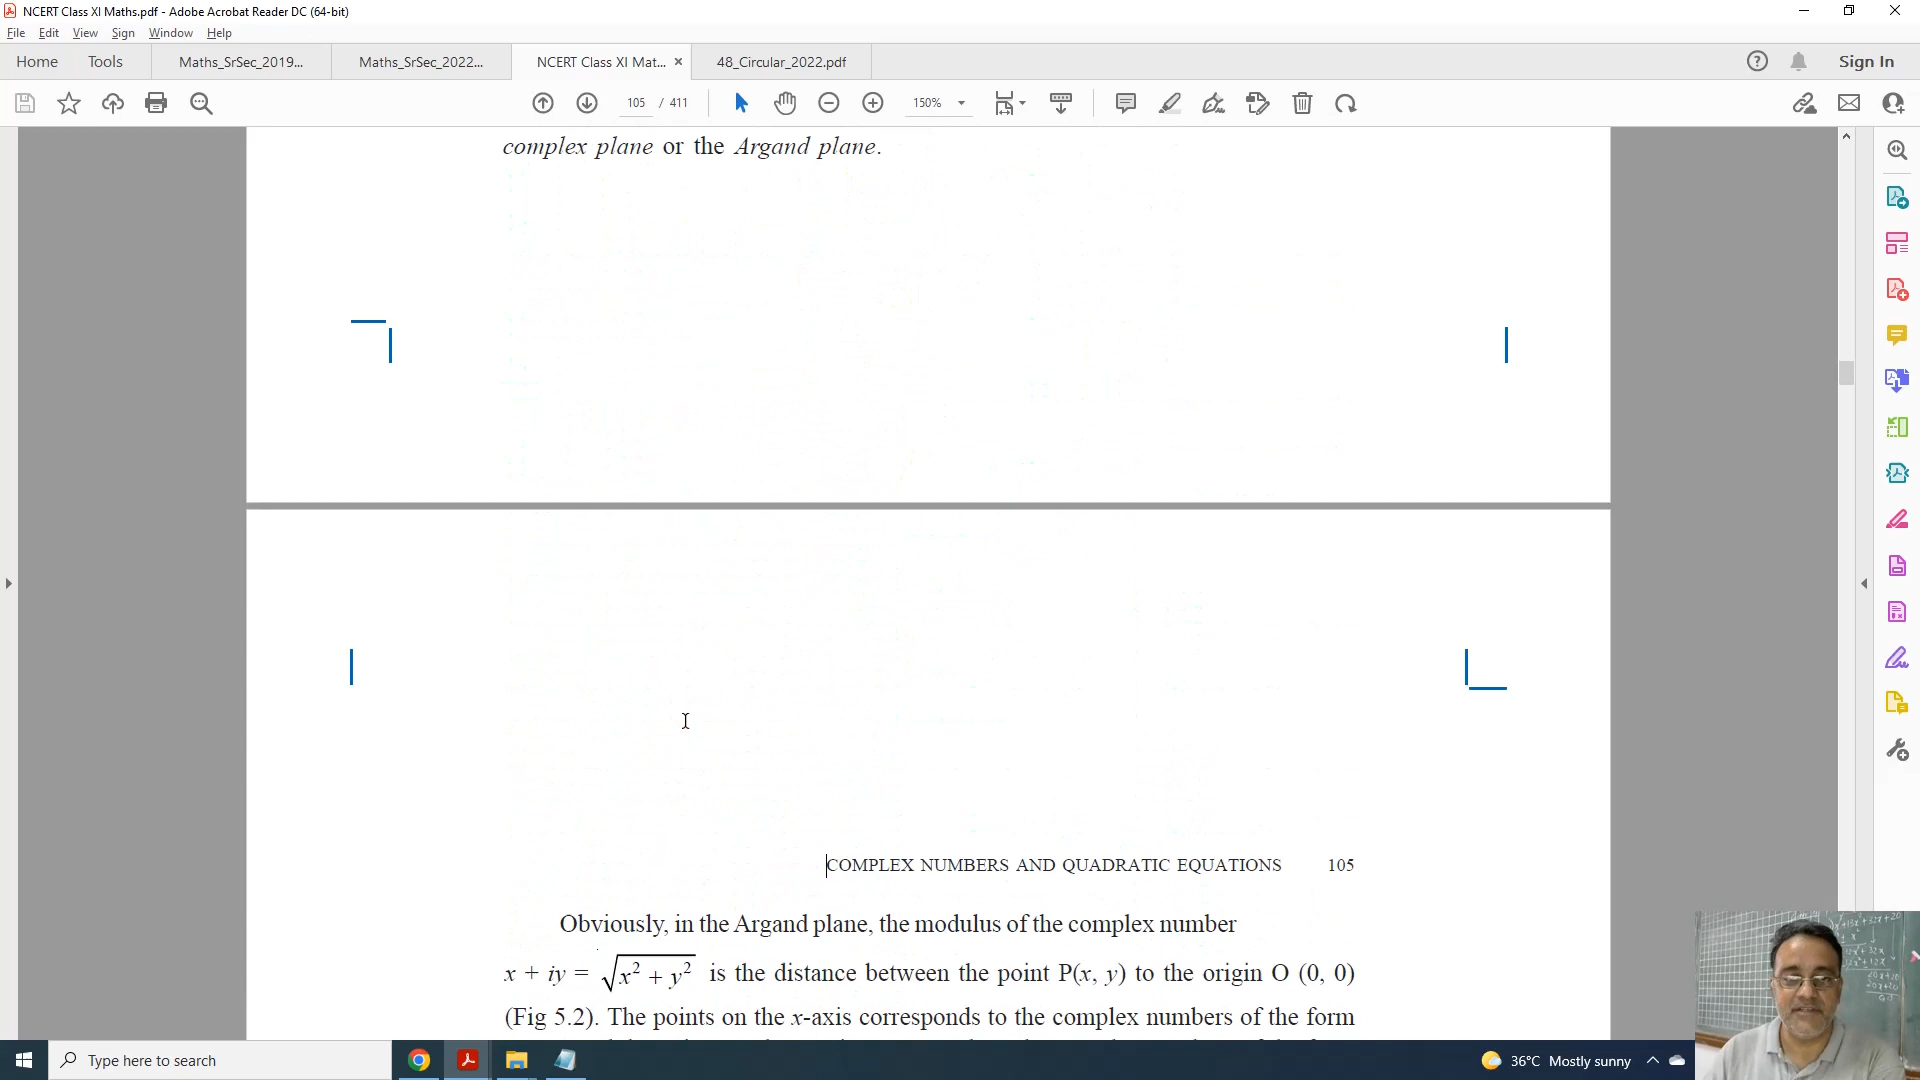 NCERT Class XI Maths.pdf - Adobe Acrobat Reader DC (64-bit)
File Edit View Sign Window Help
Home Tools Maths_SrSec_2019... Maths_SrSec_2022... NCERT Class XI Mat... × 48_Circular_2022.pdf Sign In
105 / 411 150%
complex plane or the Argand plane.
COMPLEX NUMBERS AND QUADRATIC EQUATIONS 105
Obviously, in the Argand plane, the modulus of the complex number
x + iy = √(x² + y²) is the distance between the point P(x, y) to the origin O (0, 0)
(Fig 5.2). The points on the x-axis corresponds to the complex numbers of the form
Type here to search 36°C Mostly sunny